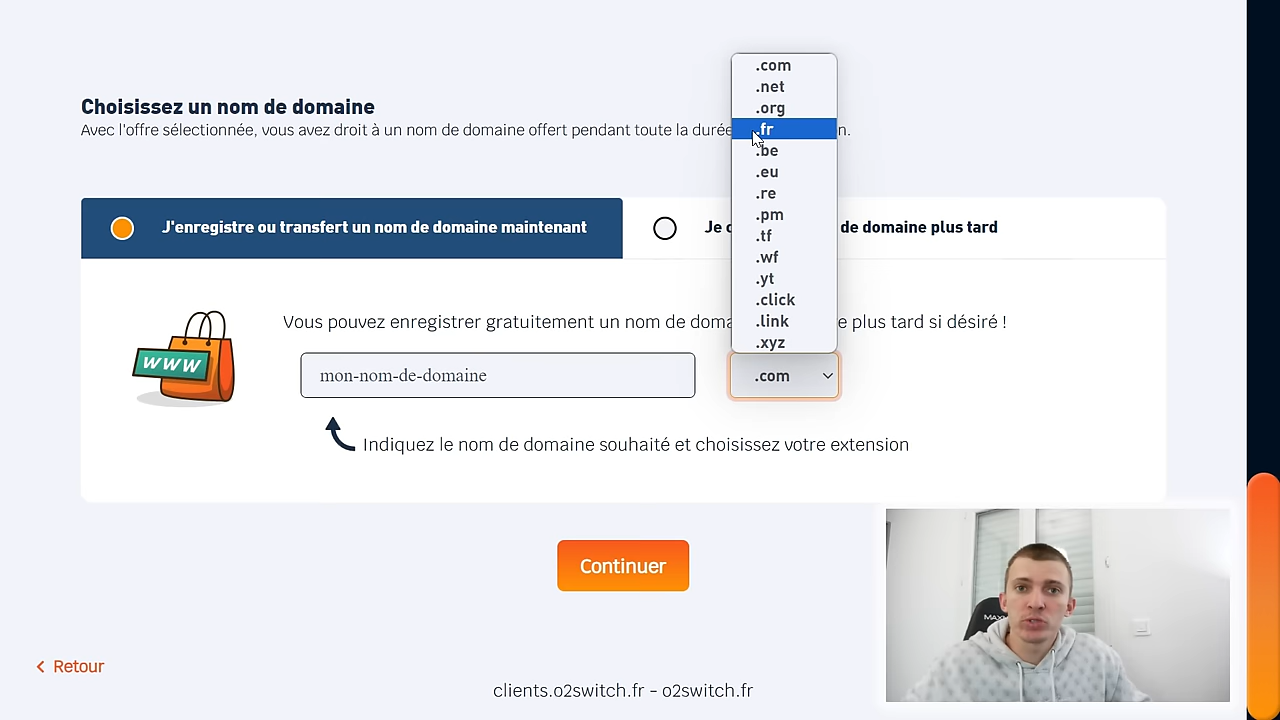 .com
.net
.org
.fr
.be
.eu
.re
.pm
.tf
.wf
.yt
.click
.link
.xyz
Choisissez un nom de domaine
Avec l'offre sélectionnée, vous avez droit à un nom de domaine offert pendant toute la durée n.
J'enregistre ou transfert un nom de domaine maintenant
Je de domaine plus tard
Vous pouvez enregistrer gratuitement un nom de plus tard si désiré !
WWW
mon-nom-de-domaine
.com
Indiquez le nom de domaine souhaité et choisissez votre extension
Continuer
Retour
clients.o2switch.fr - o2switch.fr